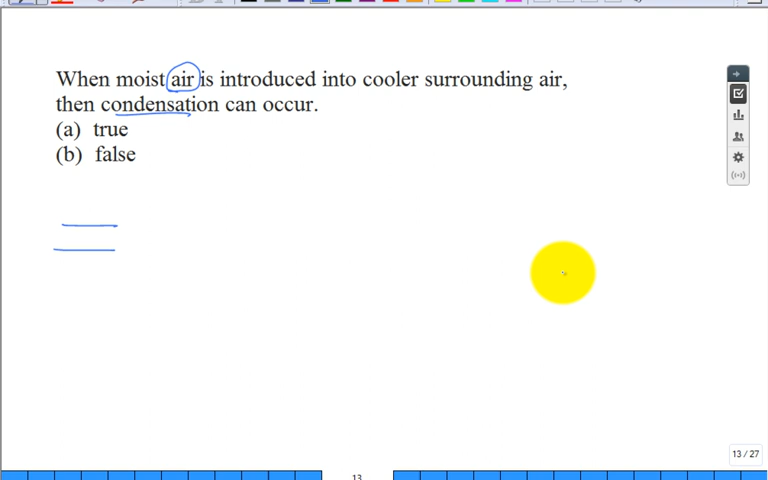 When moist air is introduced into cooler surrounding air,
then condensation can occur.
(a) true
(b) false
13 / 27
13